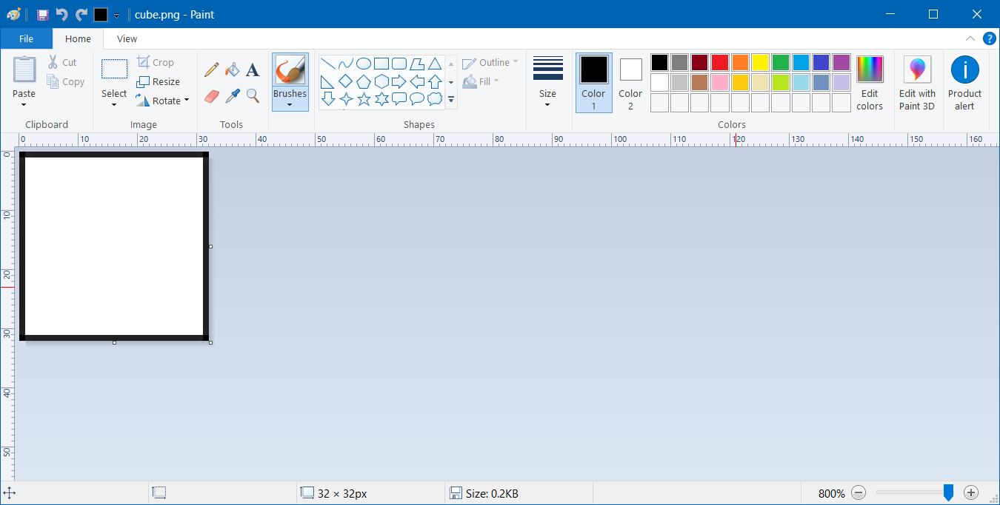 cube.png - Paint
File
Home
View
?
Paste
Cut
Copy
Clipboard
Select
Crop
Resize
Rotate
Image
A
Tools
Brushes
Shapes
Outline
Fill
Size
Color
1
Color
2
Colors
Edit
colors
Edit with
Paint 3D
Product
alert
0 10 20 30 40 50 60 70 80 90 100 110 120 130 140 150 160
0
10
20
30
40
50
32 × 32px
Size: 0.2KB
800%